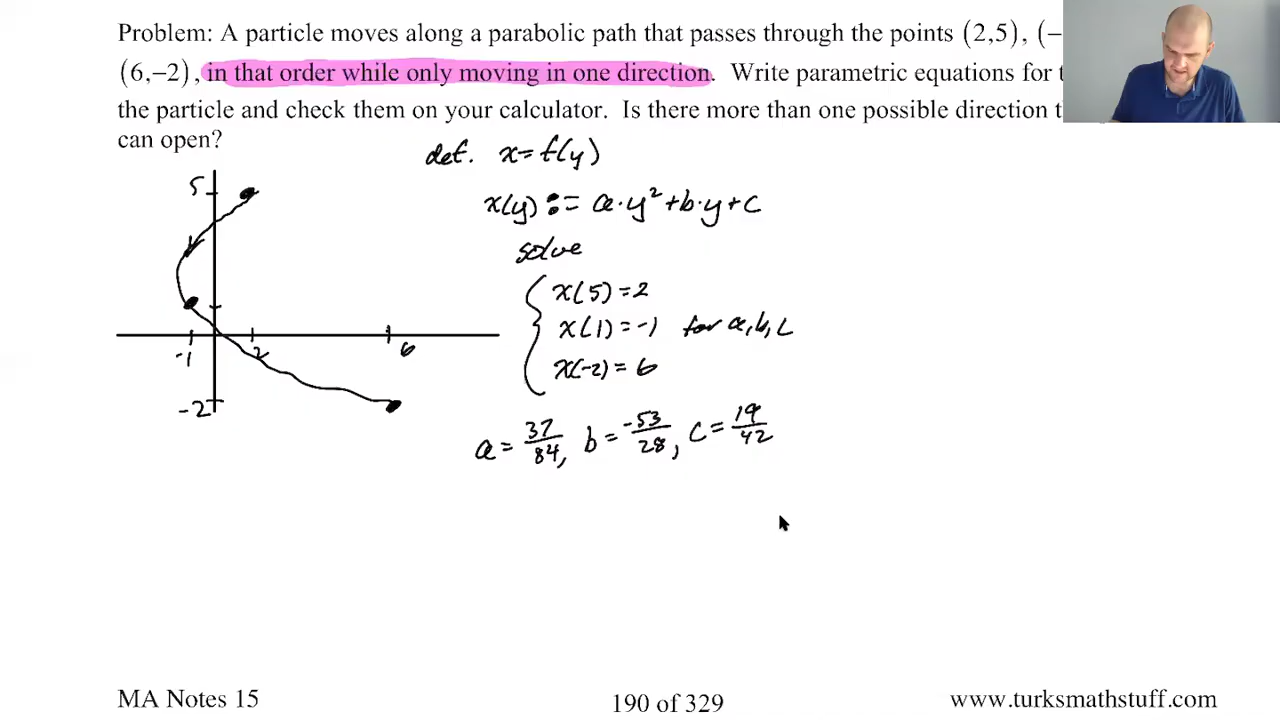 Problem: A particle moves along a parabolic path that passes through the points (2,5), (−
(6,−2), in that order while only moving in one direction. Write parametric equations for t
the particle and check them on your calculator. Is there more than one possible direction t
can open?
def. x=f(y)
x(y) := a·y²+b·y+c
solve
x(5)=2
x(1)=-1 for a,b,c
x(-2)=6
a=37/84, b=-53/28, c=19/42
5
-1 2 6
-2
MA Notes 15
190 of 329
www.turksmathstuff.com